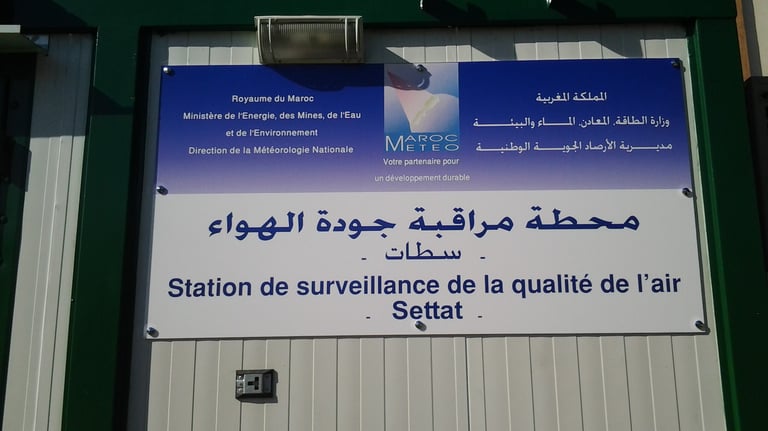 Royaume du Maroc
Ministère de l'Energie, des Mines, de l'Eau
et de l'Environnement
Direction de la Météorologie Nationale
MAROC
METEO
Votre partenaire pour
un développement durable
المملكة المغربية
وزارة الطاقة، المعادن، المـــاء والبيئة
مديرية الأرصاد الجوية الوطنية
محطة مراقبة جودة الهواء
- سطات -
Station de surveillance de la qualité de l'air
- Settat -